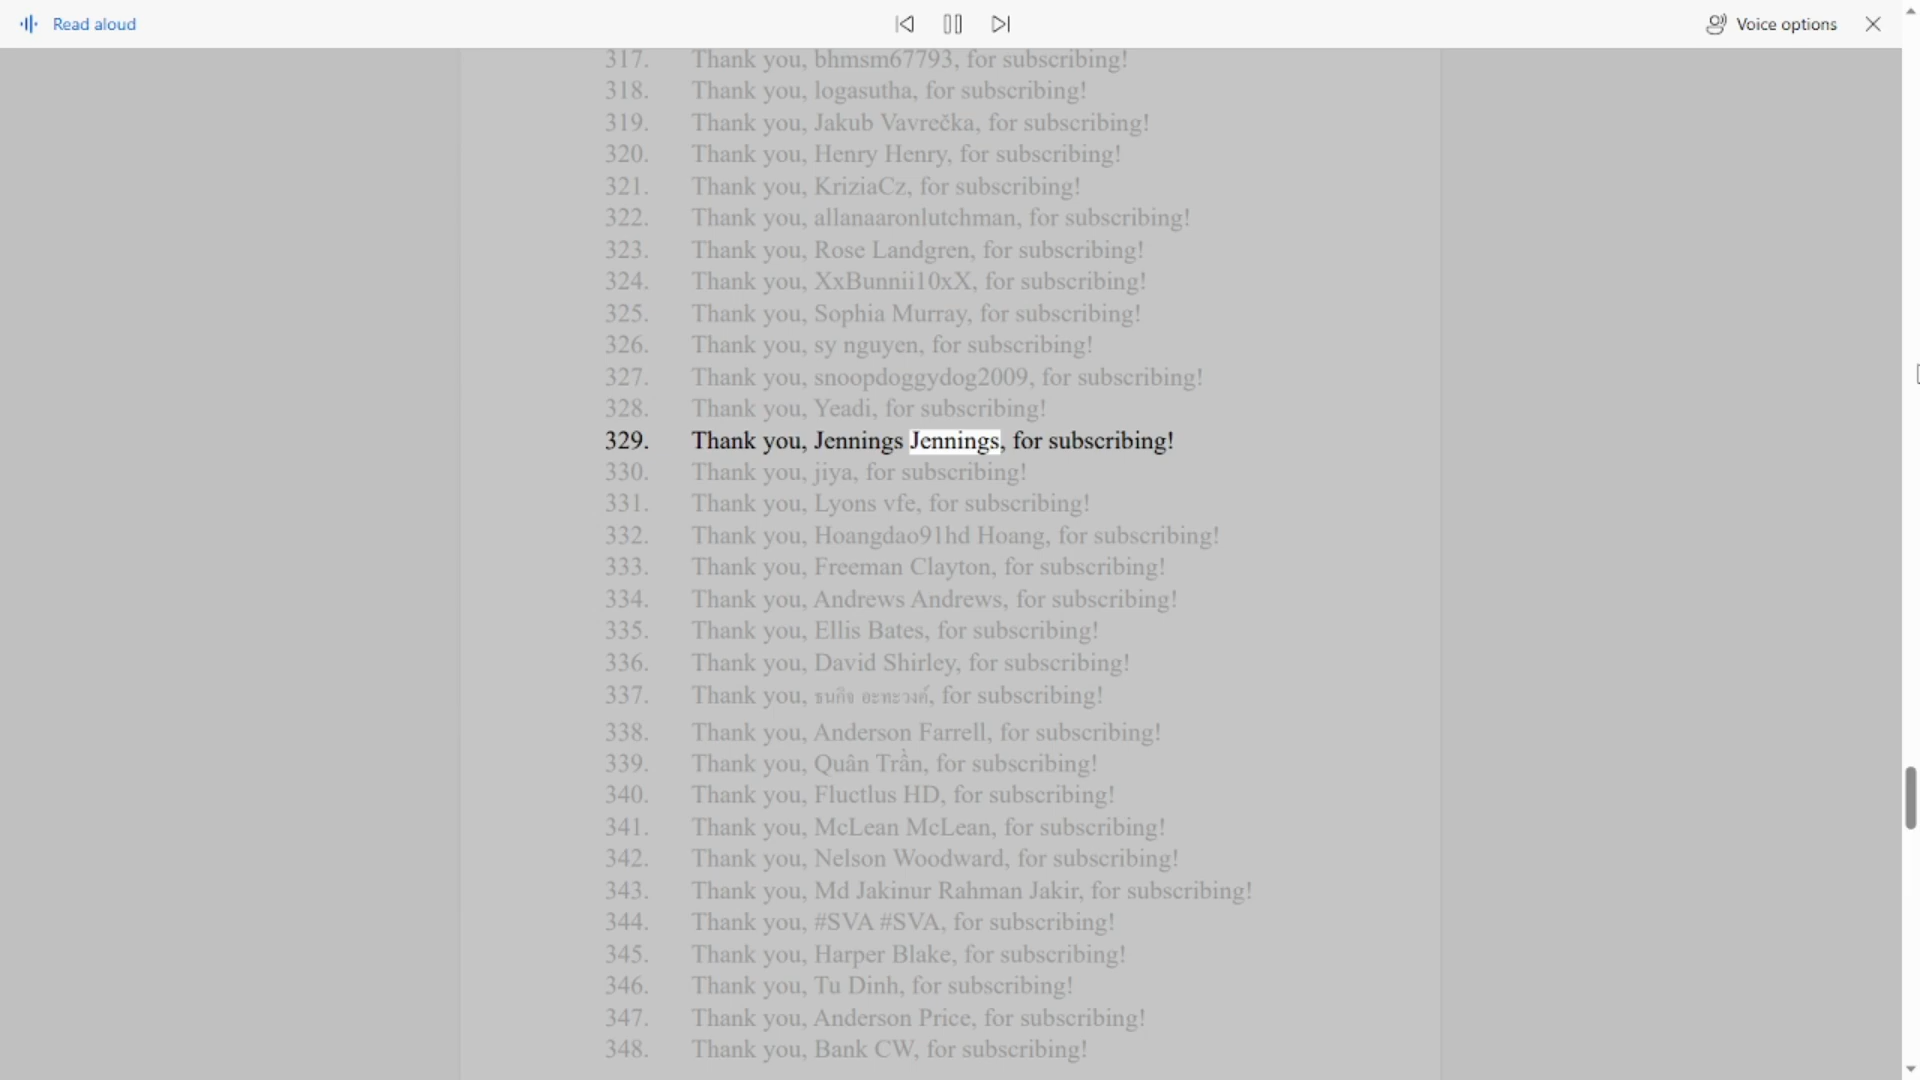 Read aloud
Voice options
317. Thank you, bhmsm67793, for subscribing!
318. Thank you, logasutha, for subscribing!
319. Thank you, Jakub Vavrečka, for subscribing!
320. Thank you, Henry Henry, for subscribing!
321. Thank you, KriziaCz, for subscribing!
322. Thank you, allanaaronlutchman, for subscribing!
323. Thank you, Rose Landgren, for subscribing!
324. Thank you, XxBunnii10xX, for subscribing!
325. Thank you, Sophia Murray, for subscribing!
326. Thank you, sy nguyen, for subscribing!
327. Thank you, snoopdoggydog2009, for subscribing!
328. Thank you, Yeadi, for subscribing!
329. Thank you, Jennings Jennings, for subscribing!
330. Thank you, jiya, for subscribing!
331. Thank you, Lyons vfe, for subscribing!
332. Thank you, Hoangdao91hd Hoang, for subscribing!
333. Thank you, Freeman Clayton, for subscribing!
334. Thank you, Andrews Andrews, for subscribing!
335. Thank you, Ellis Bates, for subscribing!
336. Thank you, David Shirley, for subscribing!
337. Thank you, ธนกิจ อะทะวงค์, for subscribing!
338. Thank you, Anderson Farrell, for subscribing!
339. Thank you, Quân Trần, for subscribing!
340. Thank you, Fluctlus HD, for subscribing!
341. Thank you, McLean McLean, for subscribing!
342. Thank you, Nelson Woodward, for subscribing!
343. Thank you, Md Jakinur Rahman Jakir, for subscribing!
344. Thank you, #SVA #SVA, for subscribing!
345. Thank you, Harper Blake, for subscribing!
346. Thank you, Tu Dinh, for subscribing!
347. Thank you, Anderson Price, for subscribing!
348. Thank you, Bank CW, for subscribing!